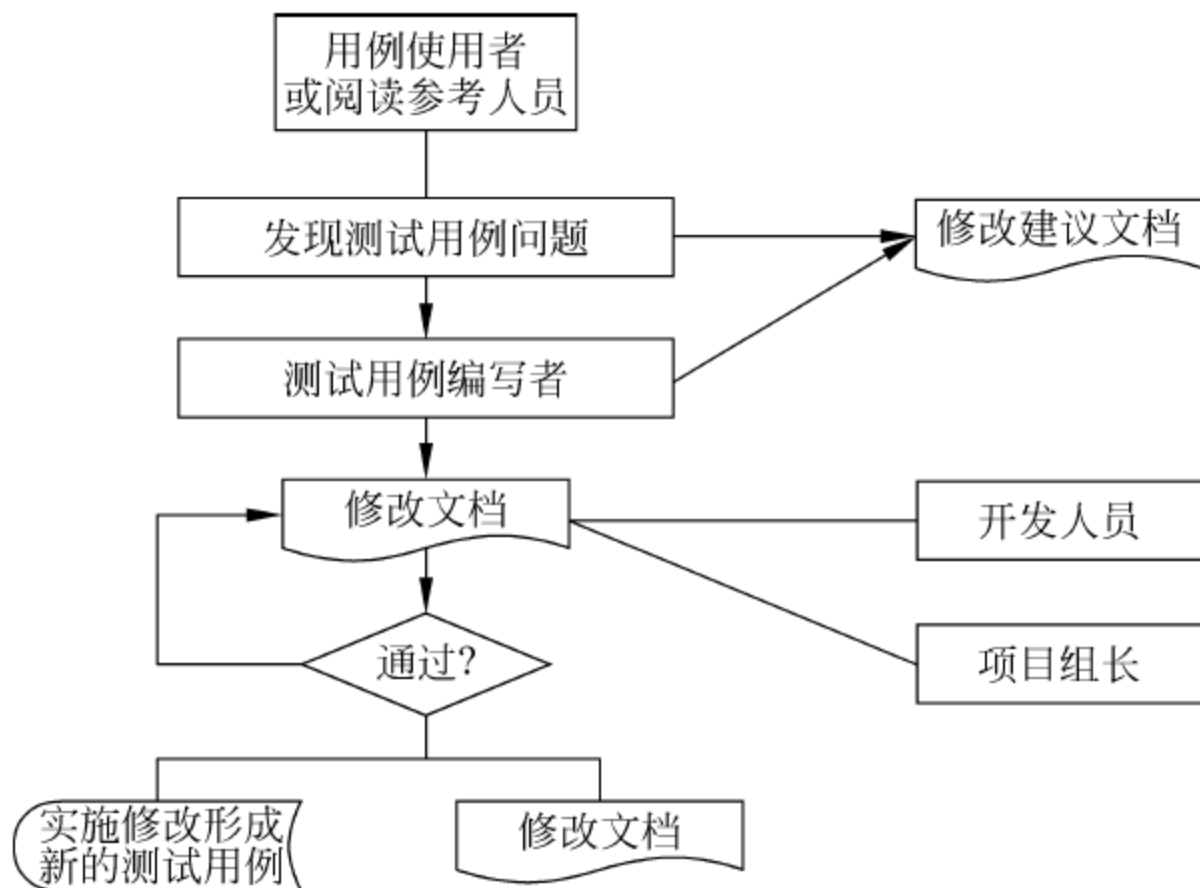 用例使用者
或阅读参考人员
发现测试用例问题
修改建议文档
测试用例编写者
修改文档
开发人员
通过?
项目组长
实施修改形成
新的测试用例
修改文档